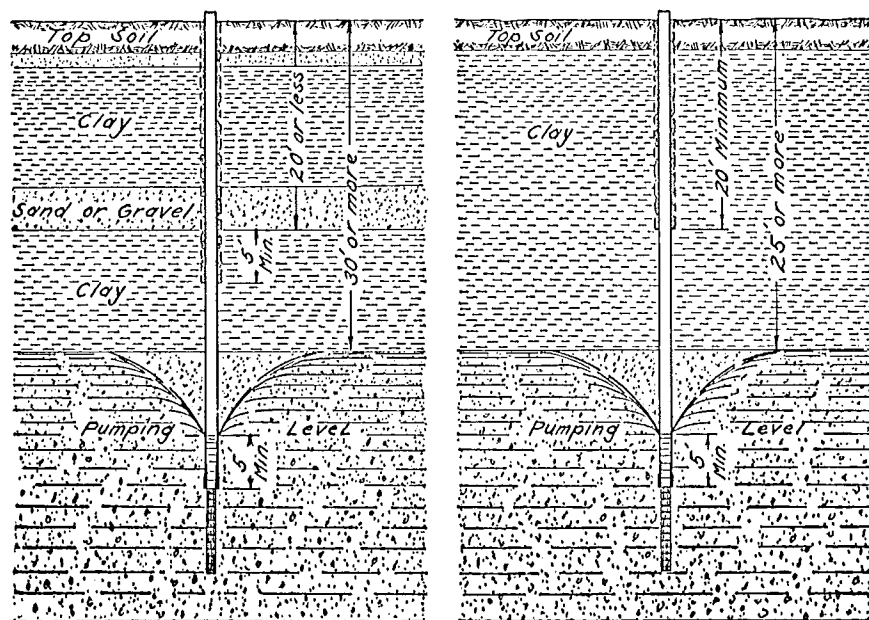 Top Soil
Clay
20' or less
30' or more
Sand or Gravel
5'
Min.
Clay
Pumping
Level
5'
Min.
Top Soil
Clay
20' Minimum
25' or more
Pumping
Level
5'
Min.